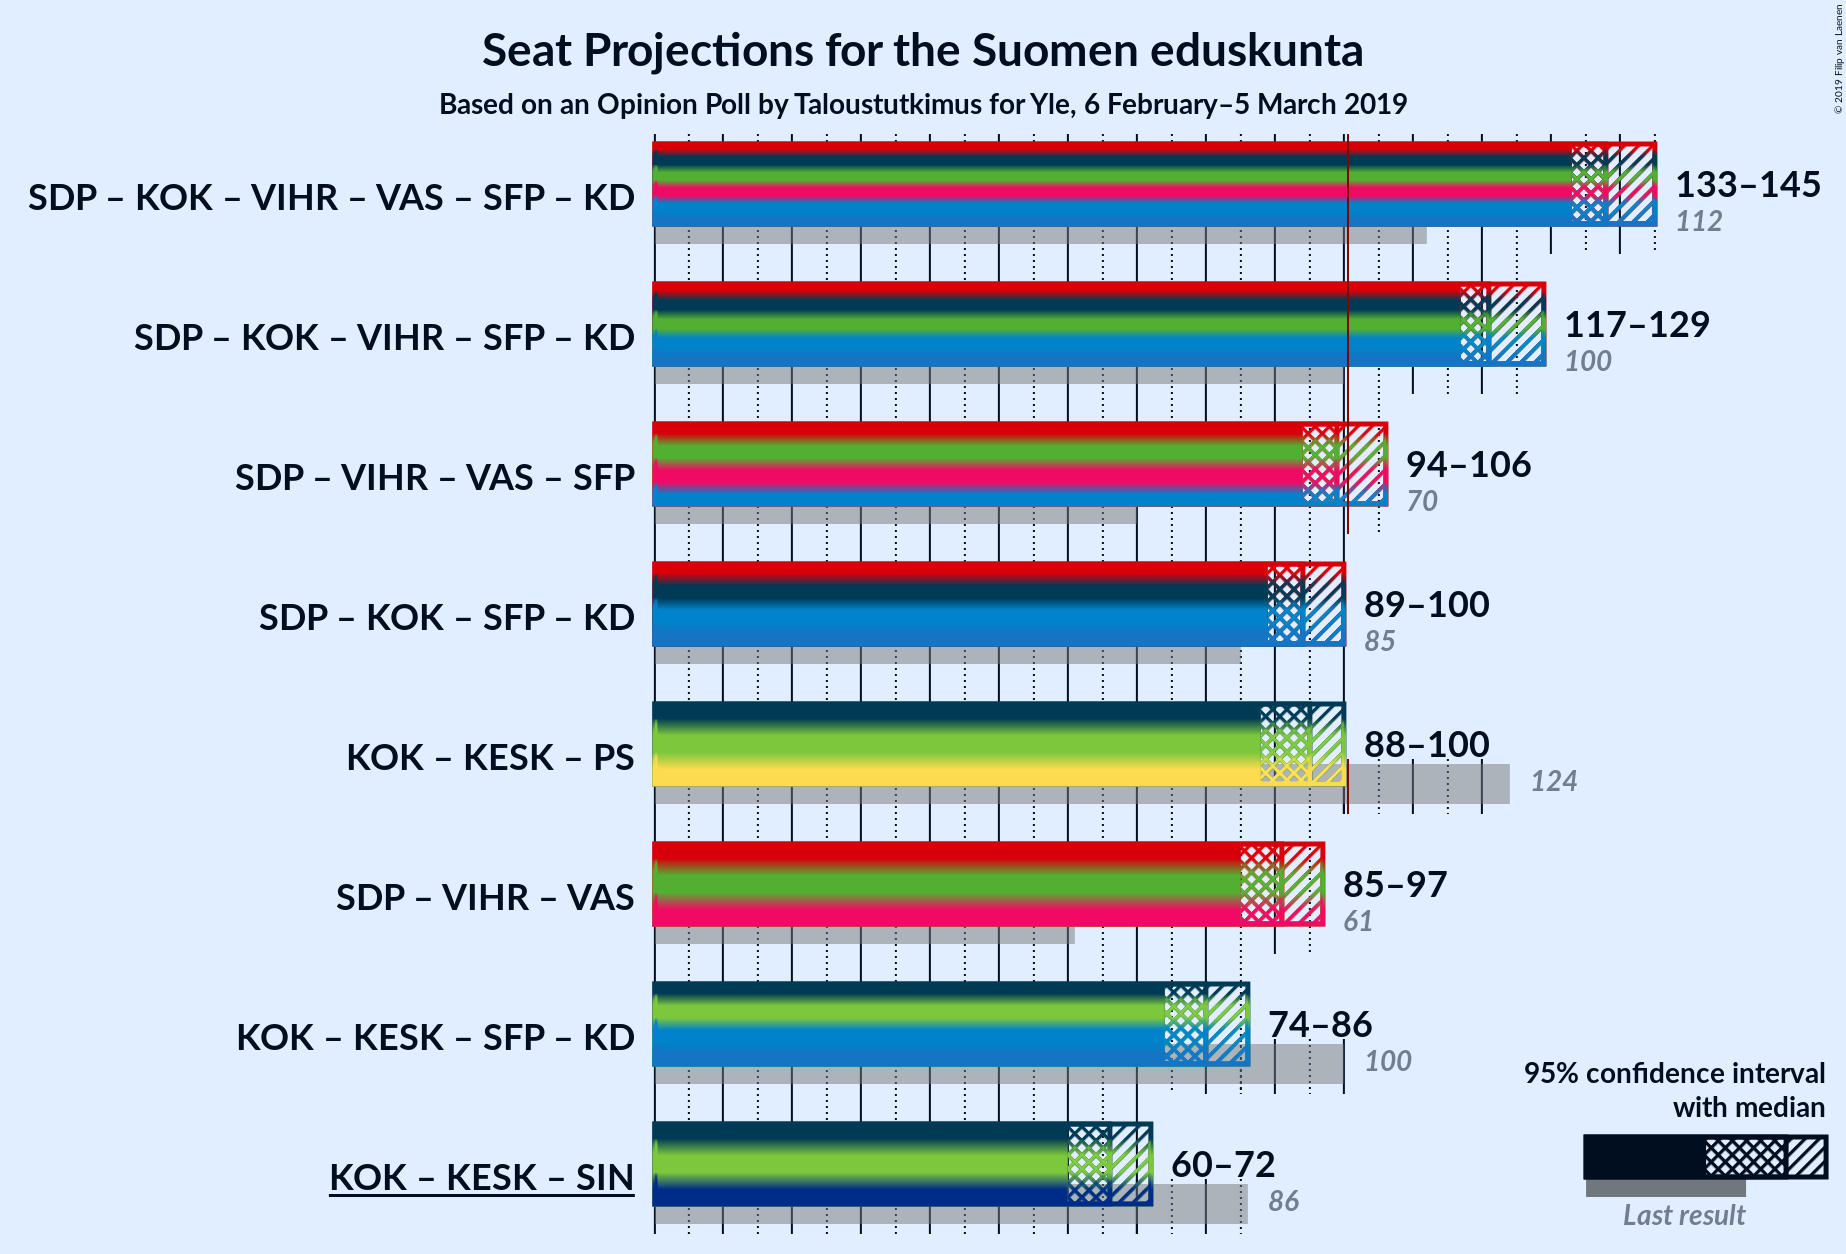 Seat Projections for the Suomen eduskunta
Based on an Opinion Poll by Taloustutkimus for Yle, 6 February–5 March 2019
© 2019 Filip van Laenen
SDP – KOK – VIHR – VAS – SFP – KD
133–145
112
SDP – KOK – VIHR – SFP – KD
117–129
100
SDP – VIHR – VAS – SFP
94–106
70
SDP – KOK – SFP – KD
89–100
85
KOK – KESK – PS
88–100
124
SDP – VIHR – VAS
85–97
61
KOK – KESK – SFP – KD
74–86
100
KOK – KESK – SIN
60–72
86
95% confidence interval
with median
Last result